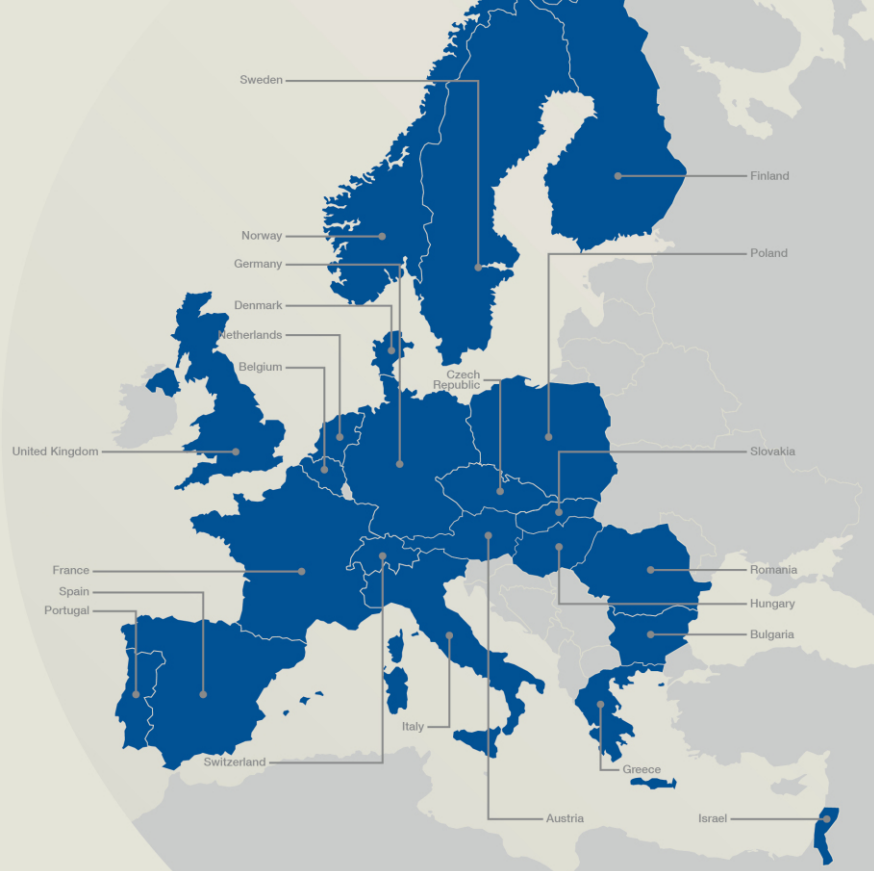 Sweden
Finland
Norway
Poland
Germany
Denmark
Netherlands
Belgium
Czech
Republic
United Kingdom
Slovakia
France
Romania
Spain
Hungary
Portugal
Bulgaria
Italy
Switzerland
Greece
Austria
Israel